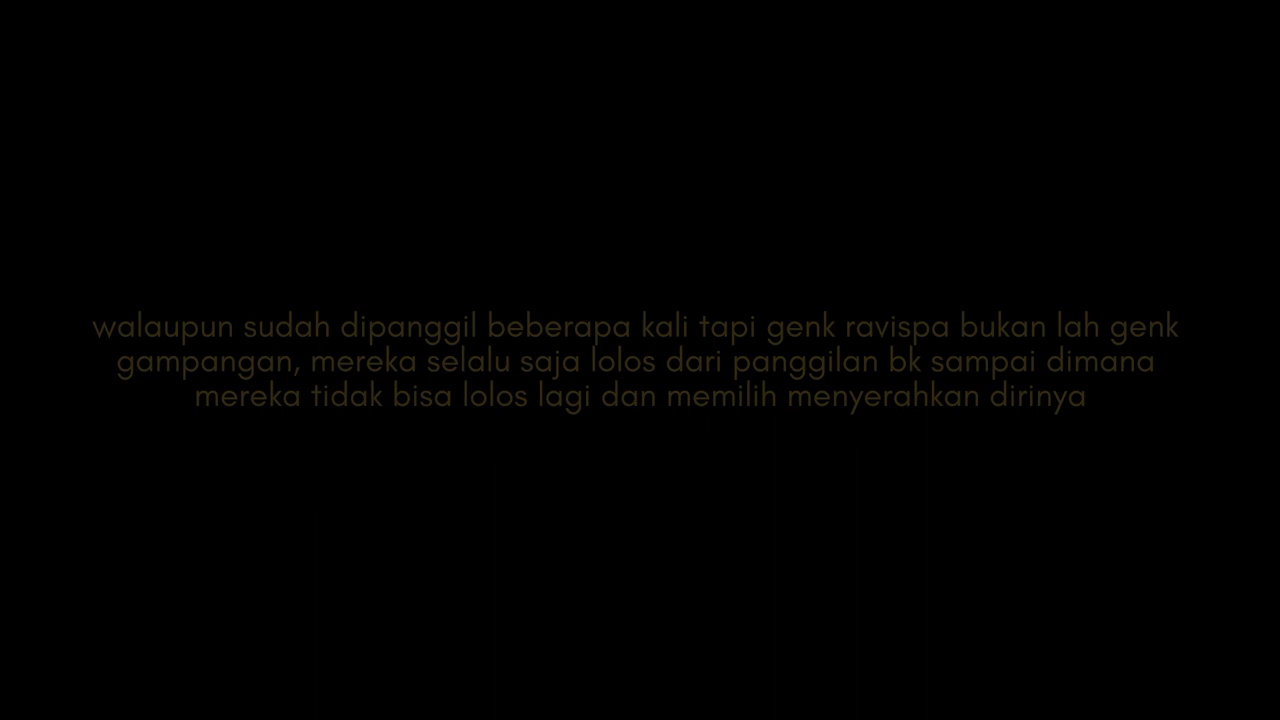 walaupun sudah dipanggil beberapa kali tapi genk ravispa bukan lah genk
gampangan, mereka selalu saja lolos dari panggilan bk sampai dimana
mereka tidak bisa lolos lagi dan memilih menyerahkan dirinya